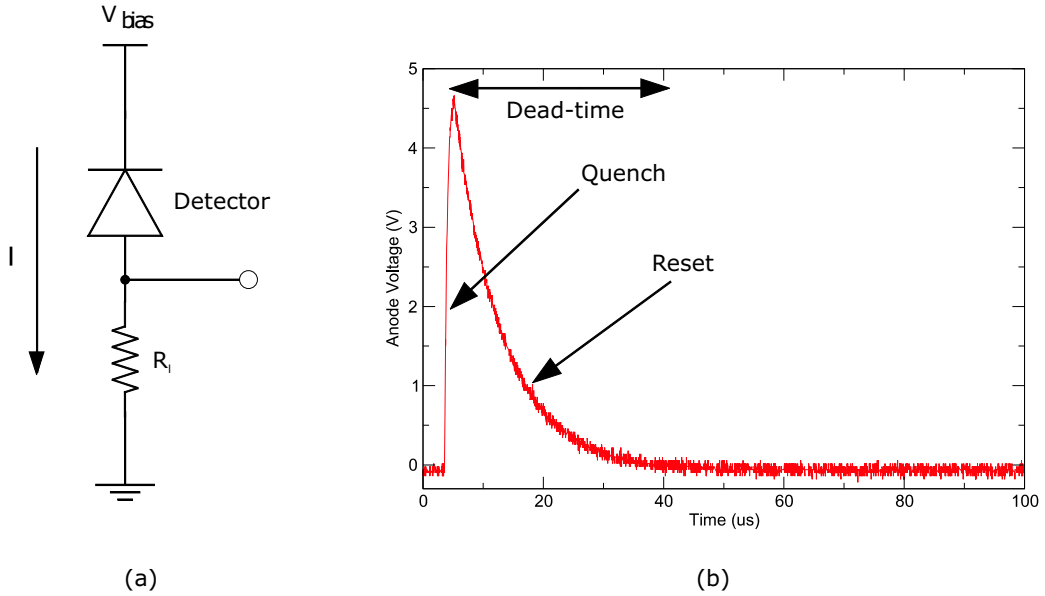 V bias
Detector
I
R l
(a)
5
4
3
2
1
0
Anode Voltage (V)
Dead-time
Quench
Reset
0
20
40
60
80
100
Time (us)
(b)